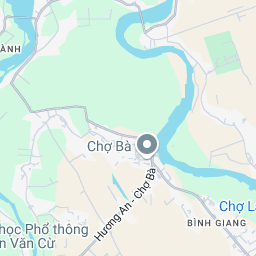 ÀNH
Chợ Bà
Hương An - Chợ Bà
Chợ L
BÌNH GIANG
học Phổ thông
n Văn Cừ